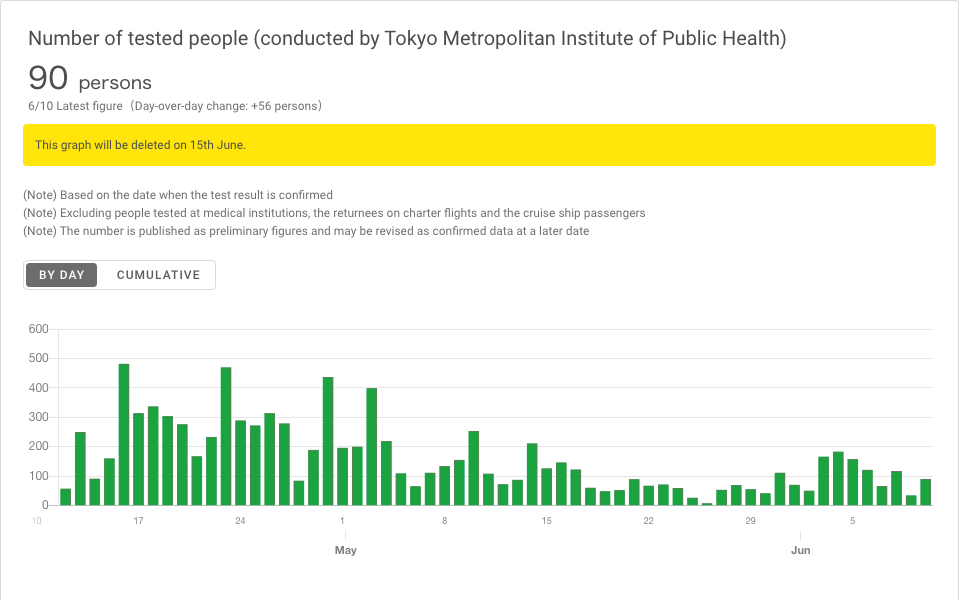 Number of tested people (conducted by Tokyo Metropolitan Institute of Public Health)
90 persons
6/10 Latest figure（Day-over-day change: +56 persons）
This graph will be deleted on 15th June.
(Note) Based on the date when the test result is confirmed
(Note) Excluding people tested at medical institutions, the returnees on charter flights and the cruise ship passengers
(Note) The number is published as preliminary figures and may be revised as confirmed data at a later date
BY DAY CUMULATIVE
600
500
400
300
200
100
0
10 17 24 1 8 15 22 29 5
May Jun